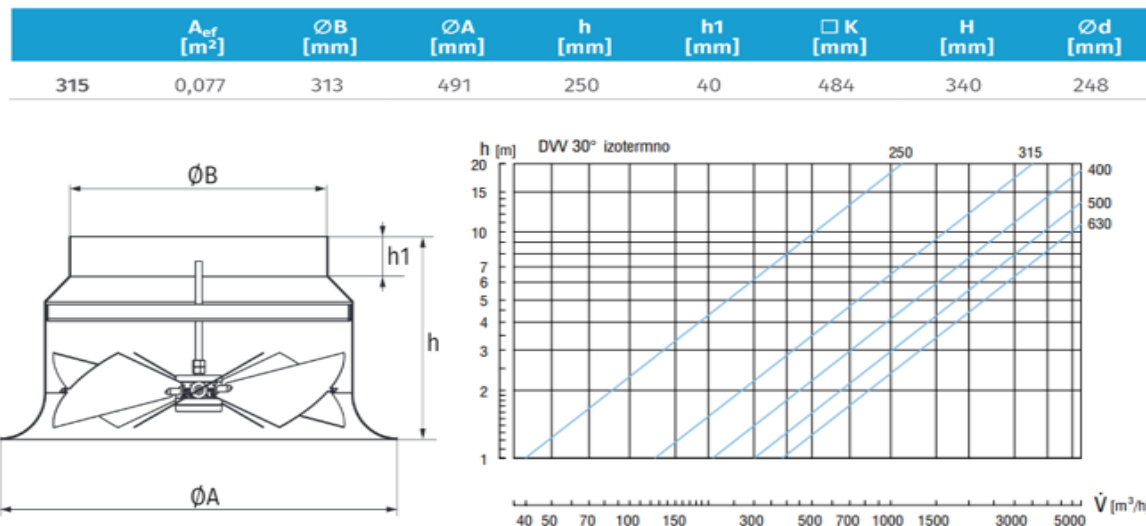 A_ef ØB ØA h h1 □ K H Ød
[m²] [mm] [mm] [mm] [mm] [mm] [mm] [mm]
315 0,077 313 491 250 40 484 340 248
h [m] DVV 30° izotermno 250 315
20
15
10
7
6
5
4
3
2
1
400
500
630
ØB
h1
h
ØA
V̇ [m³/h]
40 50 70 100 150 300 500 700 1000 1500 3000 5000